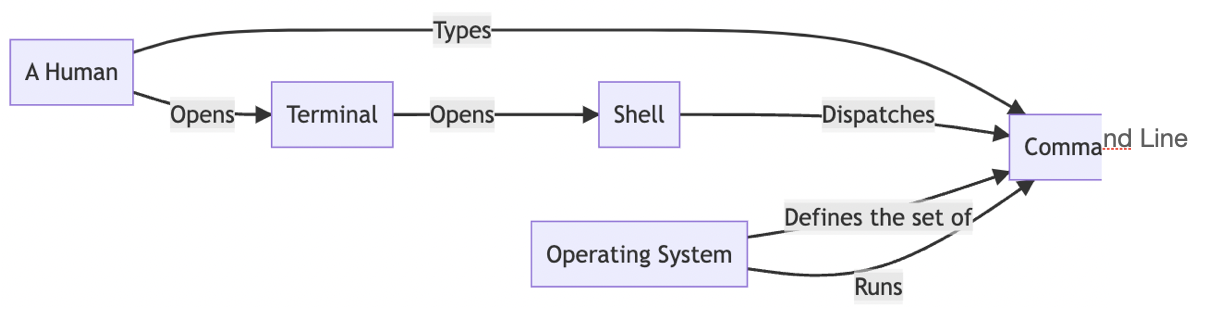 Types
A Human
Opens
Terminal
Opens
Shell
Dispatches
Command Line
Defines the set of
Operating System
Runs